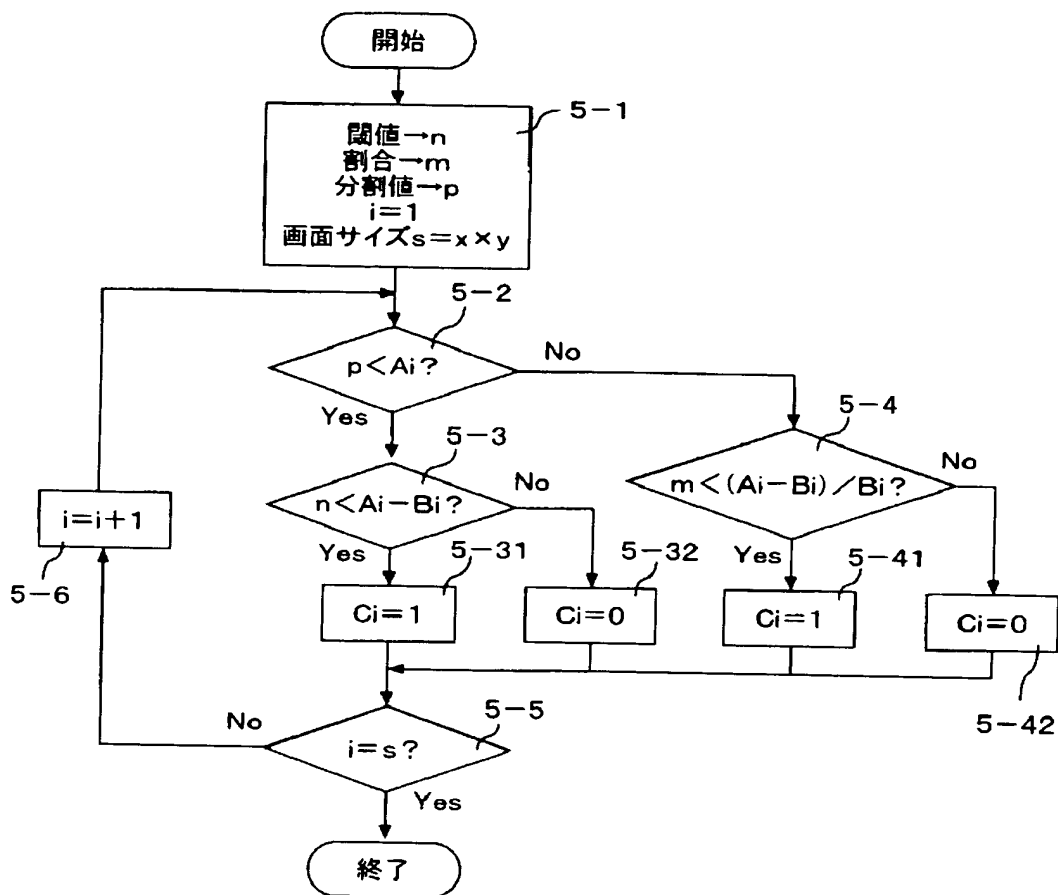 開始
5-1
閾値→n
割合→m
分割値→p
i=1
画面サイズs=x×y
5-2
p<Ai?
No
Yes
5-3
5-4
n<Ai-Bi?
No
m<(Ai-Bi)/Bi?
No
i=i+1
5-6
Yes
5-31
5-32
Yes
5-41
Ci=1
Ci=0
Ci=1
Ci=0
5-42
No
5-5
i=s?
Yes
終了